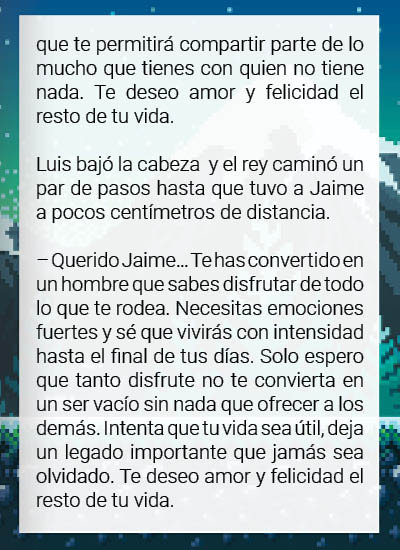 que te permitirá compartir parte de lo
mucho que tienes con quien no tiene
nada. Te deseo amor y felicidad el
resto de tu vida.
Luis bajó la cabeza y el rey caminó un
par de pasos hasta que tuvo a Jaime
a pocos centímetros de distancia.
– Querido Jaime... Te has convertido en
un hombre que sabes disfrutar de todo
lo que te rodea. Necesitas emociones
fuertes y sé que vivirás con intensidad
hasta el final de tus días. Solo espero
que tanto disfrute no te convierta en
un ser vacío sin nada que ofrecer a los
demás. Intenta que tu vida sea útil, deja
un legado importante que jamás sea
olvidado. Te deseo amor y felicidad el
resto de tu vida.